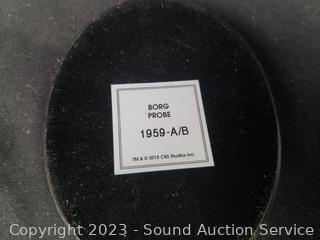 BORG
PROBE
1959-A/B
TM & © 2018 CBS Studios Inc.
Copyright 2023 - Sound Auction Service